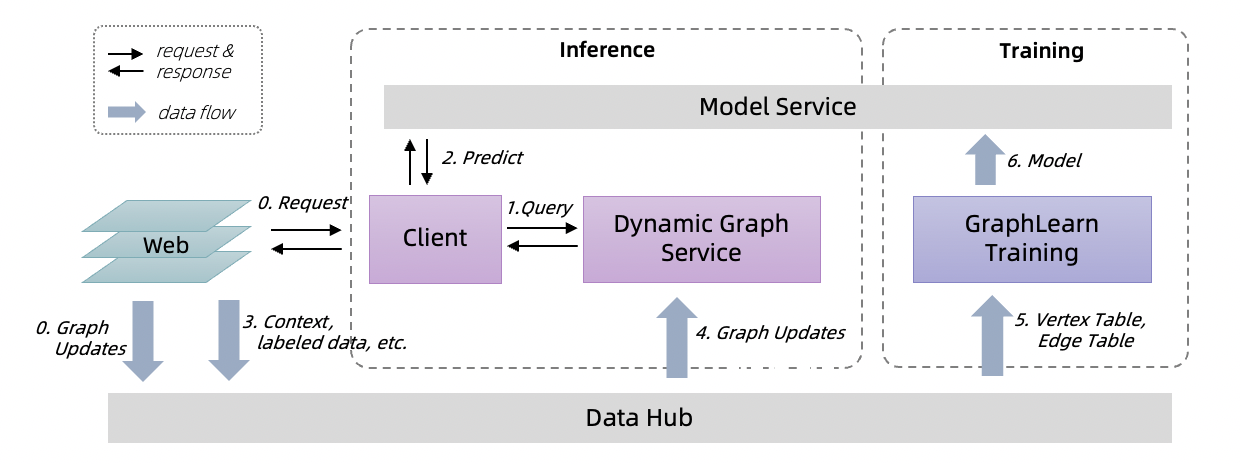 request &
response
data flow
Inference
Training
Model Service
2. Predict
6. Model
0. Request
Web
Client
1.Query
Dynamic Graph
Service
GraphLearn
Training
0. Graph
Updates
3. Context,
labeled data, etc.
4. Graph Updates
5. Vertex Table,
Edge Table
Data Hub